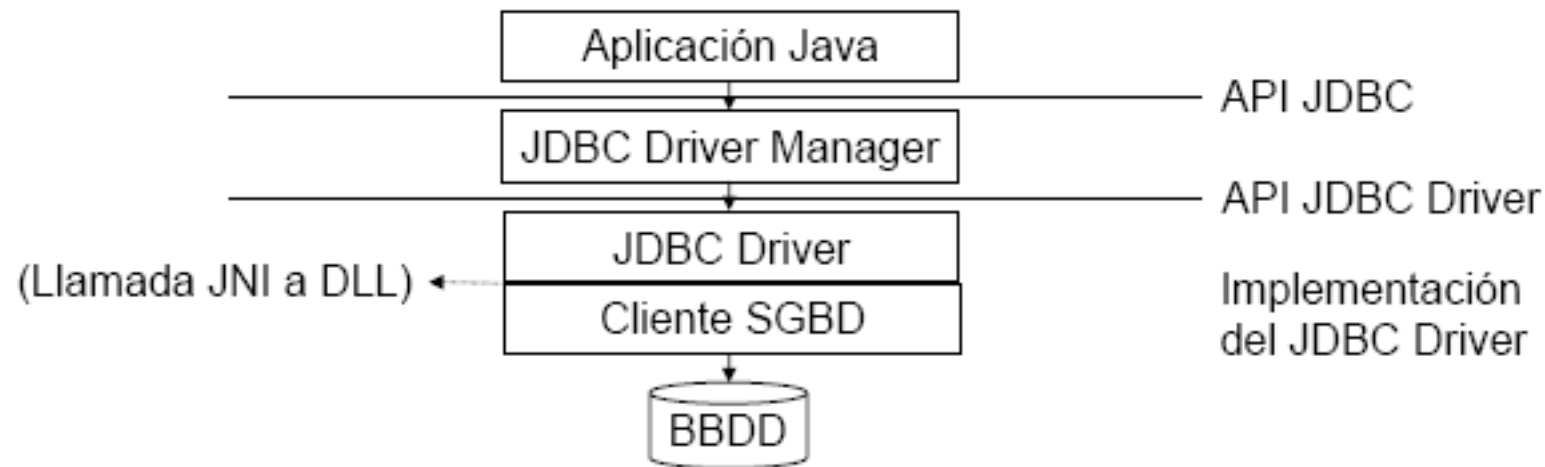 Aplicación Java
API JDBC
JDBC Driver Manager
API JDBC Driver
JDBC Driver
(Llamada JNI a DLL)
Cliente SGBD
Implementación
del JDBC Driver
BBDD